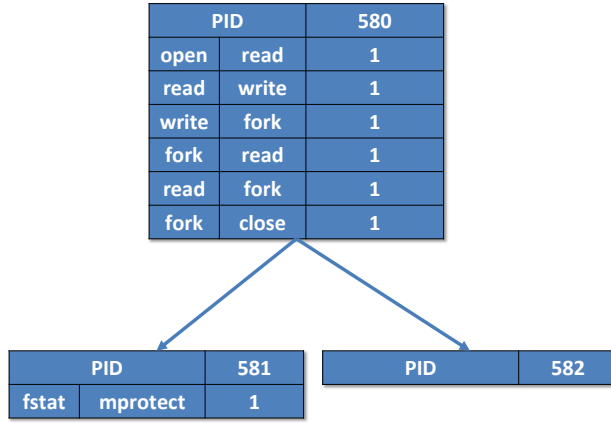 PID 580
open read 1
read write 1
write fork 1
fork read 1
read fork 1
fork close 1
PID 581
fstat mprotect 1
PID 582